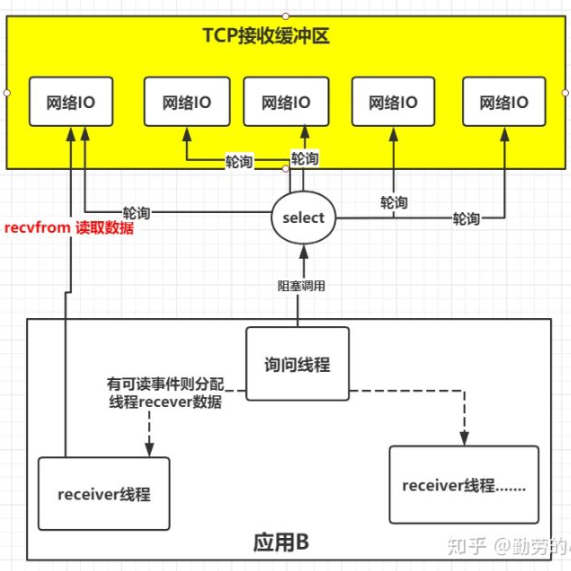 TCP接收缓冲区
网络IO
网络IO
网络IO
网络IO
网络IO
轮询
轮询
轮询
轮询
轮询
select
recvfrom 读取数据
阻塞调用
询问线程
有可读事件则分配
线程recever数据
receiver线程
receiver线程.......
应用B
知乎 @勤劳的